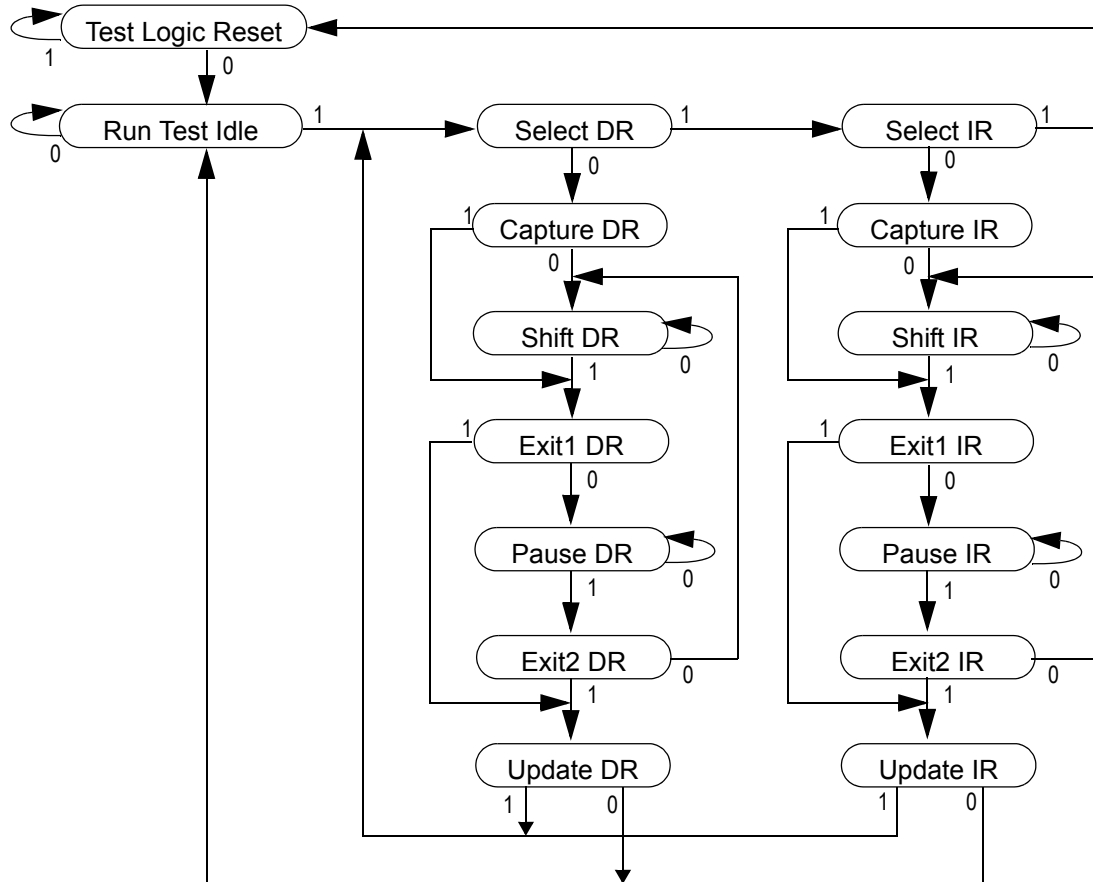 Test Logic Reset
1
0
Run Test Idle
1
0
Select DR
1
0
Select IR
1
0
1
Capture DR
0
1
Capture IR
0
Shift DR
0
1
Shift IR
0
1
1
Exit1 DR
0
1
Exit1 IR
0
Pause DR
0
1
Pause IR
0
1
Exit2 DR
0
1
Exit2 IR
0
1
Update DR
1
0
Update IR
1
0